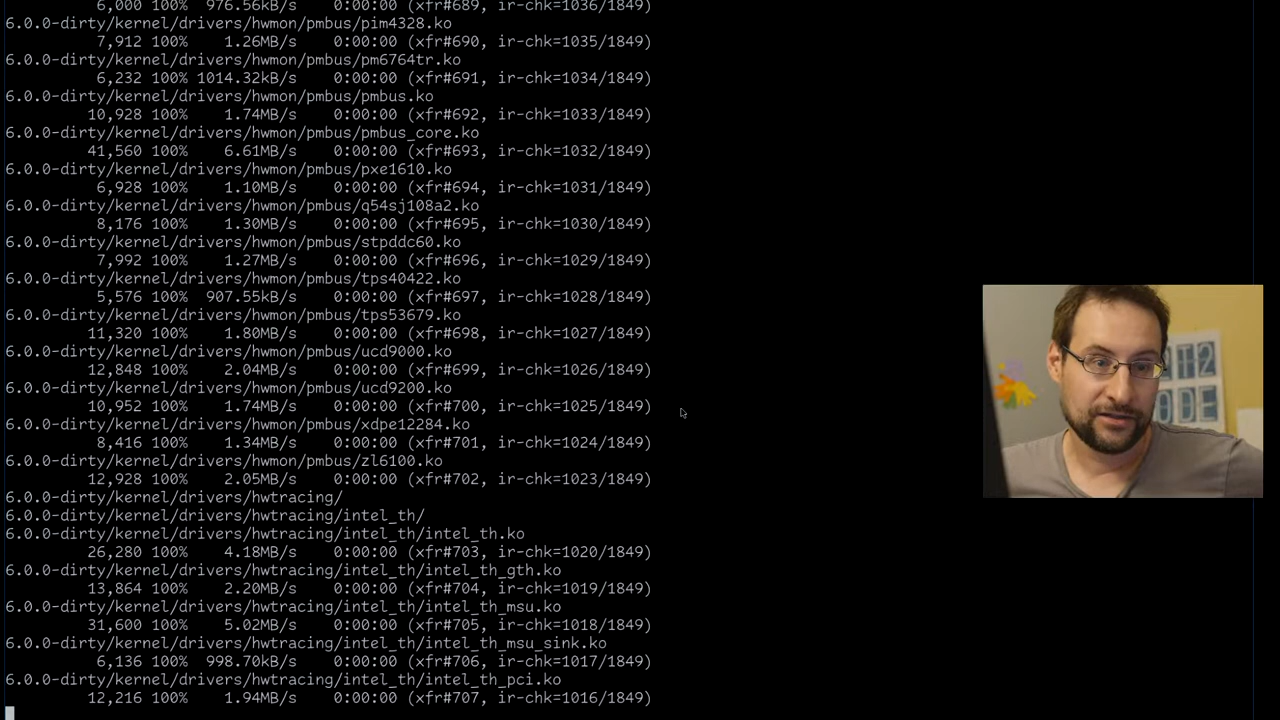 6,000 100% 976.56kB/s 0:00:00 (xfr#689, ir-chk=1036/1849)
6.0.0-dirty/kernel/drivers/hwmon/pmbus/pim4328.ko
7,912 100% 1.26MB/s 0:00:00 (xfr#690, ir-chk=1035/1849)
6.0.0-dirty/kernel/drivers/hwmon/pmbus/pm6764tr.ko
6,232 100% 1014.32kB/s 0:00:00 (xfr#691, ir-chk=1034/1849)
6.0.0-dirty/kernel/drivers/hwmon/pmbus/pmbus.ko
10,928 100% 1.74MB/s 0:00:00 (xfr#692, ir-chk=1033/1849)
6.0.0-dirty/kernel/drivers/hwmon/pmbus/pmbus_core.ko
41,560 100% 6.61MB/s 0:00:00 (xfr#693, ir-chk=1032/1849)
6.0.0-dirty/kernel/drivers/hwmon/pmbus/pxe1610.ko
6,928 100% 1.10MB/s 0:00:00 (xfr#694, ir-chk=1031/1849)
6.0.0-dirty/kernel/drivers/hwmon/pmbus/q54sj108a2.ko
8,176 100% 1.30MB/s 0:00:00 (xfr#695, ir-chk=1030/1849)
6.0.0-dirty/kernel/drivers/hwmon/pmbus/stpddc60.ko
7,992 100% 1.27MB/s 0:00:00 (xfr#696, ir-chk=1029/1849)
6.0.0-dirty/kernel/drivers/hwmon/pmbus/tps40422.ko
5,576 100% 907.55kB/s 0:00:00 (xfr#697, ir-chk=1028/1849)
6.0.0-dirty/kernel/drivers/hwmon/pmbus/tps53679.ko
11,320 100% 1.80MB/s 0:00:00 (xfr#698, ir-chk=1027/1849)
6.0.0-dirty/kernel/drivers/hwmon/pmbus/ucd9000.ko
12,848 100% 2.04MB/s 0:00:00 (xfr#699, ir-chk=1026/1849)
6.0.0-dirty/kernel/drivers/hwmon/pmbus/ucd9200.ko
10,952 100% 1.74MB/s 0:00:00 (xfr#700, ir-chk=1025/1849)
6.0.0-dirty/kernel/drivers/hwmon/pmbus/xdpe12284.ko
8,416 100% 1.34MB/s 0:00:00 (xfr#701, ir-chk=1024/1849)
6.0.0-dirty/kernel/drivers/hwmon/pmbus/zl6100.ko
12,928 100% 2.05MB/s 0:00:00 (xfr#702, ir-chk=1023/1849)
6.0.0-dirty/kernel/drivers/hwtracing/
6.0.0-dirty/kernel/drivers/hwtracing/intel_th/
6.0.0-dirty/kernel/drivers/hwtracing/intel_th/intel_th.ko
26,280 100% 4.18MB/s 0:00:00 (xfr#703, ir-chk=1020/1849)
6.0.0-dirty/kernel/drivers/hwtracing/intel_th/intel_th_gth.ko
13,864 100% 2.20MB/s 0:00:00 (xfr#704, ir-chk=1019/1849)
6.0.0-dirty/kernel/drivers/hwtracing/intel_th/intel_th_msu.ko
31,600 100% 5.02MB/s 0:00:00 (xfr#705, ir-chk=1018/1849)
6.0.0-dirty/kernel/drivers/hwtracing/intel_th/intel_th_msu_sink.ko
6,136 100% 998.70kB/s 0:00:00 (xfr#706, ir-chk=1017/1849)
6.0.0-dirty/kernel/drivers/hwtracing/intel_th/intel_th_pci.ko
12,216 100% 1.94MB/s 0:00:00 (xfr#707, ir-chk=1016/1849)